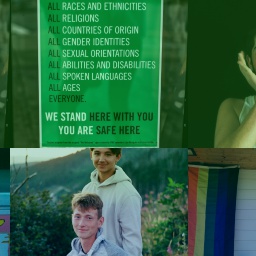 ALL RACES AND ETHNICITIES
ALL RELIGIONS
ALL COUNTRIES OF ORIGIN
ALL GENDER IDENTITIES
ALL SEXUAL ORIENTATIONS
ALL ABILITIES AND DISABILITIES
ALL SPOKEN LANGUAGES
ALL AGES
EVERYONE.
WE STAND HERE WITH YOU
YOU ARE SAFE HERE